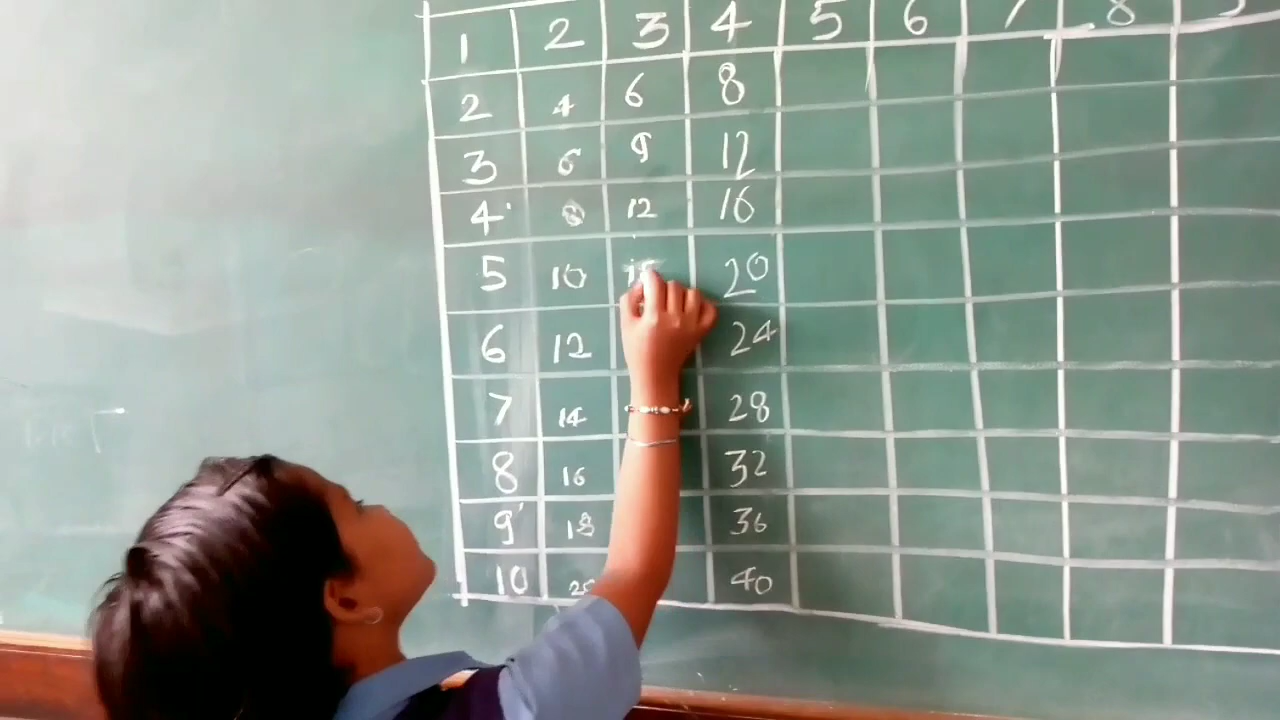 1 2 3 4 5 6 7 8
2 4 6 8
3 6 9 12
4 8 12 16
5 10 20
6 12 24
7 14 28
8 16 32
9 18 36
10 20 40